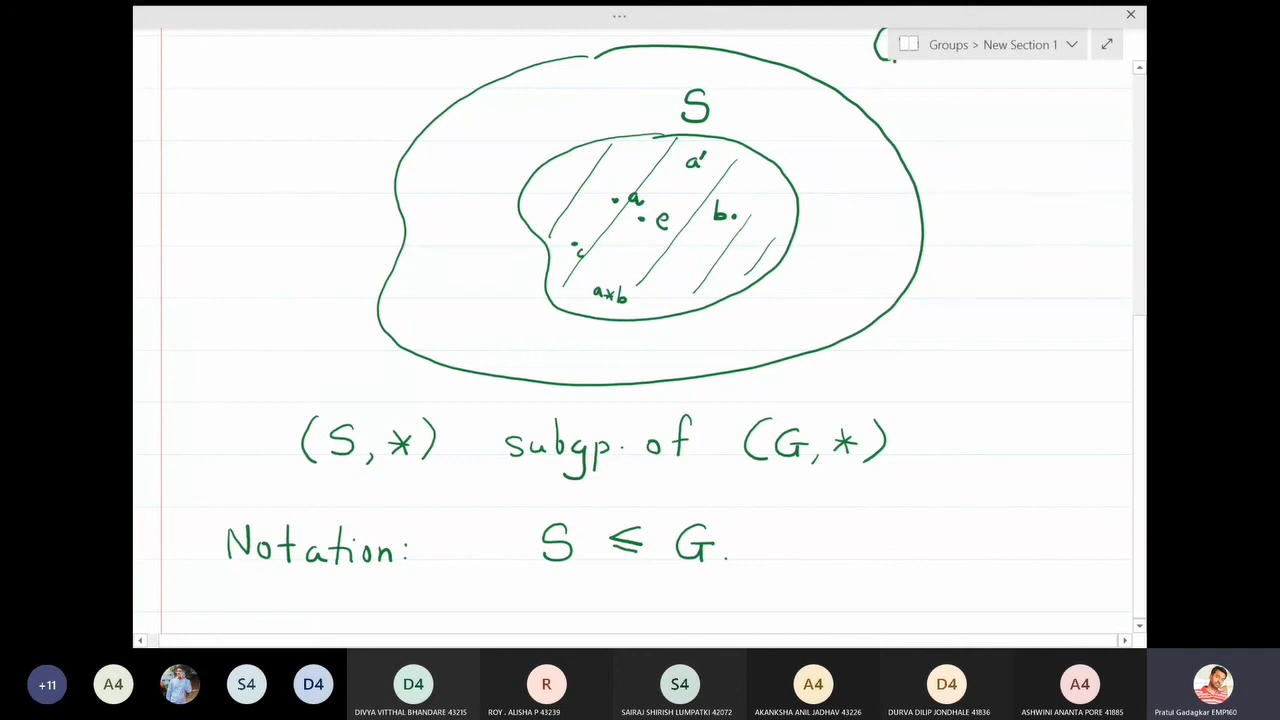 Groups > New Section 1
S
a'
a
e
b
c
a*b
(S, *) subgp. of (G, *)
Notation: S ≤ G.
+11
A4
S4
D4
D4
R
S4
A4
D4
A4
DIVYA VITTHAL BHANDARE 43215
ROY . ALISHA P 43239
SAIRAJ SHIRISH LUMPATKI 42072
AKANKSHA ANIL JADHAV 43226
DURVA DILIP JONDHALE 41836
ASHWINI ANANTA PORE 41885
Pratul Gadagkar EMP160